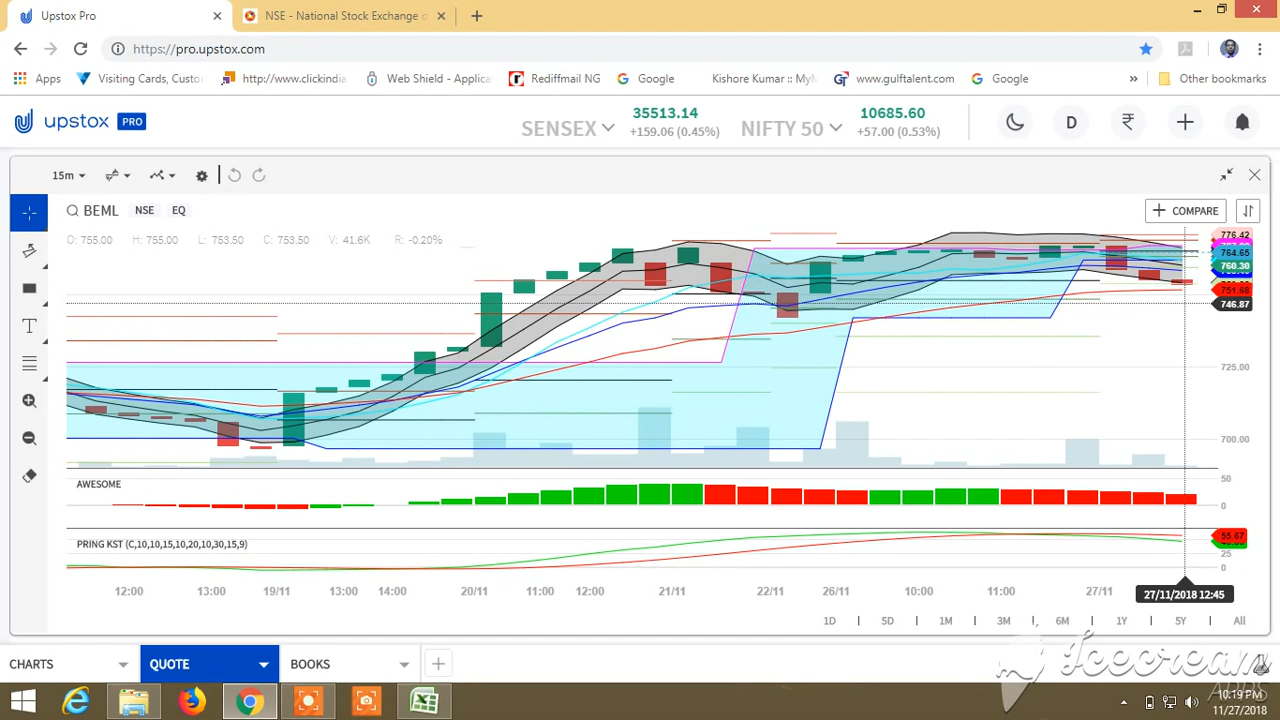 Upstox Pro
NSE - National Stock Exchange o
https://pro.upstox.com
Apps
Visiting Cards, Custo
http://www.clickindia
Web Shield - Applica
Rediffmail NG
Google
Kishore Kumar :: MyN
www.gulftalent.com
Google
»
Other bookmarks
upstox PRO
SENSEX
35513.14
+159.06 (0.45%)
NIFTY 50
10685.60
+57.00 (0.53%)
D
₹
15m
BEML NSE EQ
+ COMPARE
O: 755.00 H: 755.00 L: 753.50 C: 753.50 V: 41.6K R: -0.20%
776.42
764.65
760.30
751.68
746.87
725.00
700.00
AWESOME
50
0
PRING KST (C,10,10,15,10,20,10,30,15,9)
55.67
25
0
12:00 13:00 19/11 13:00 14:00 20/11 11:00 12:00 21/11 22/11 26/11 10:00 11:00 27/11
27/11/2018 12:45
1D 5D 1M 3M 6M 1Y 5Y All
CHARTS
QUOTE
BOOKS
Icecream
APPS
10:19 PM
11/27/2018